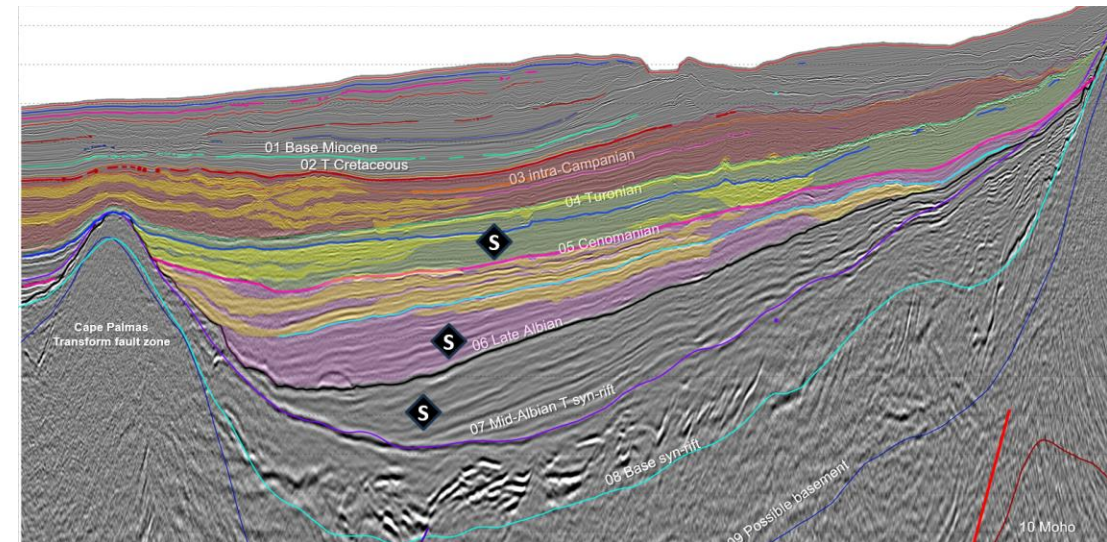 01 Base Miocene
02 T Cretaceous
03 intra-Campanian
04 Turonian
S
05 Cenomanian
Cape Palmas
Transform fault zone
06 Late Albian
S
S
07 Mid-Albian T syn-rift
08 Base syn-rift
09 Possible basement
10 Moho